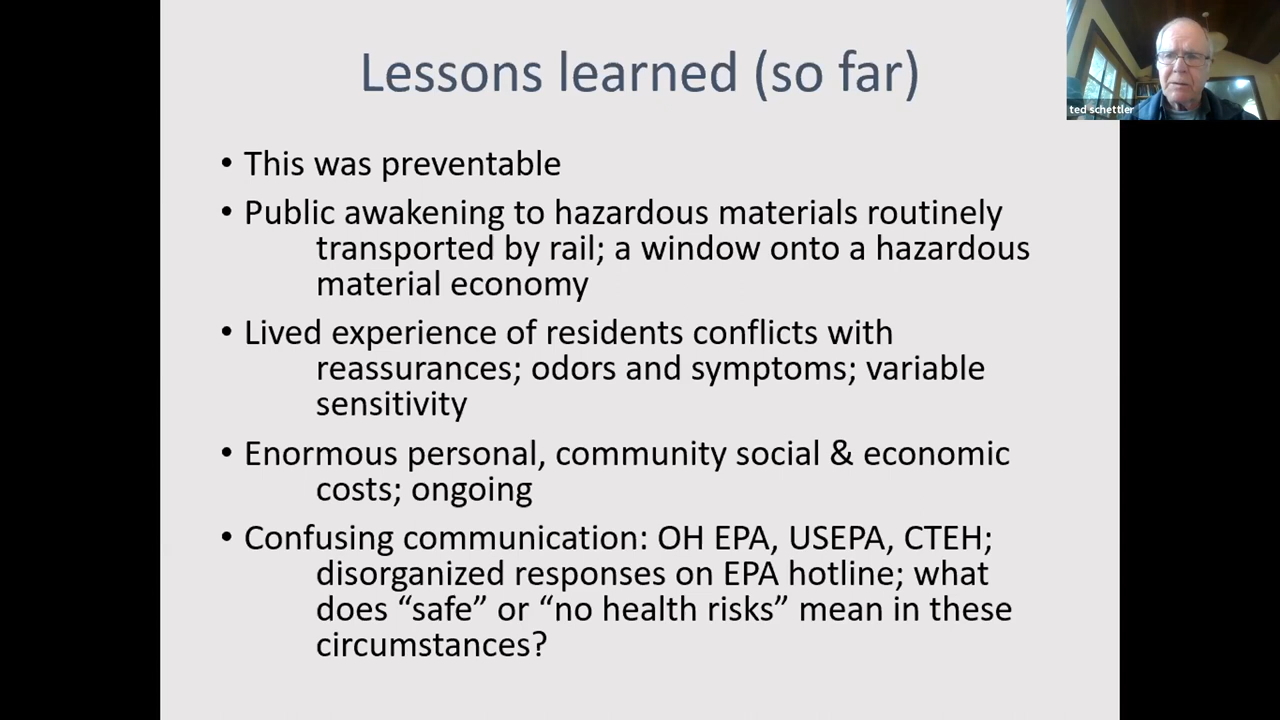 Lessons learned (so far)
ted schettler
• This was preventable
• Public awakening to hazardous materials routinely
transported by rail; a window onto a hazardous
material economy
• Lived experience of residents conflicts with
reassurances; odors and symptoms; variable
sensitivity
• Enormous personal, community social & economic
costs; ongoing
• Confusing communication: OH EPA, USEPA, CTEH;
disorganized responses on EPA hotline; what
does “safe” or “no health risks” mean in these
circumstances?